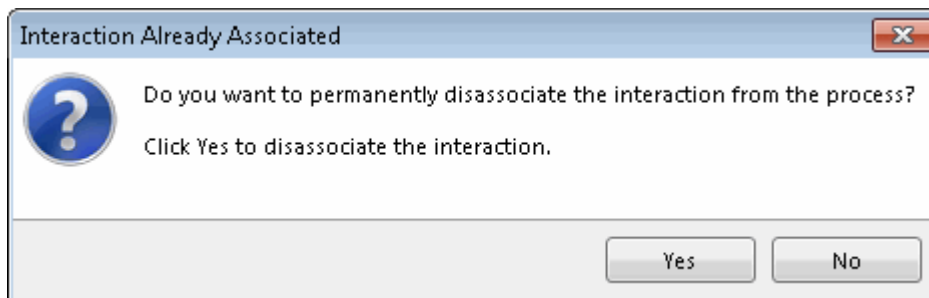 Interaction Already Associated
Do you want to permanently disassociate the interaction from the process?
Click Yes to disassociate the interaction.
Yes
No